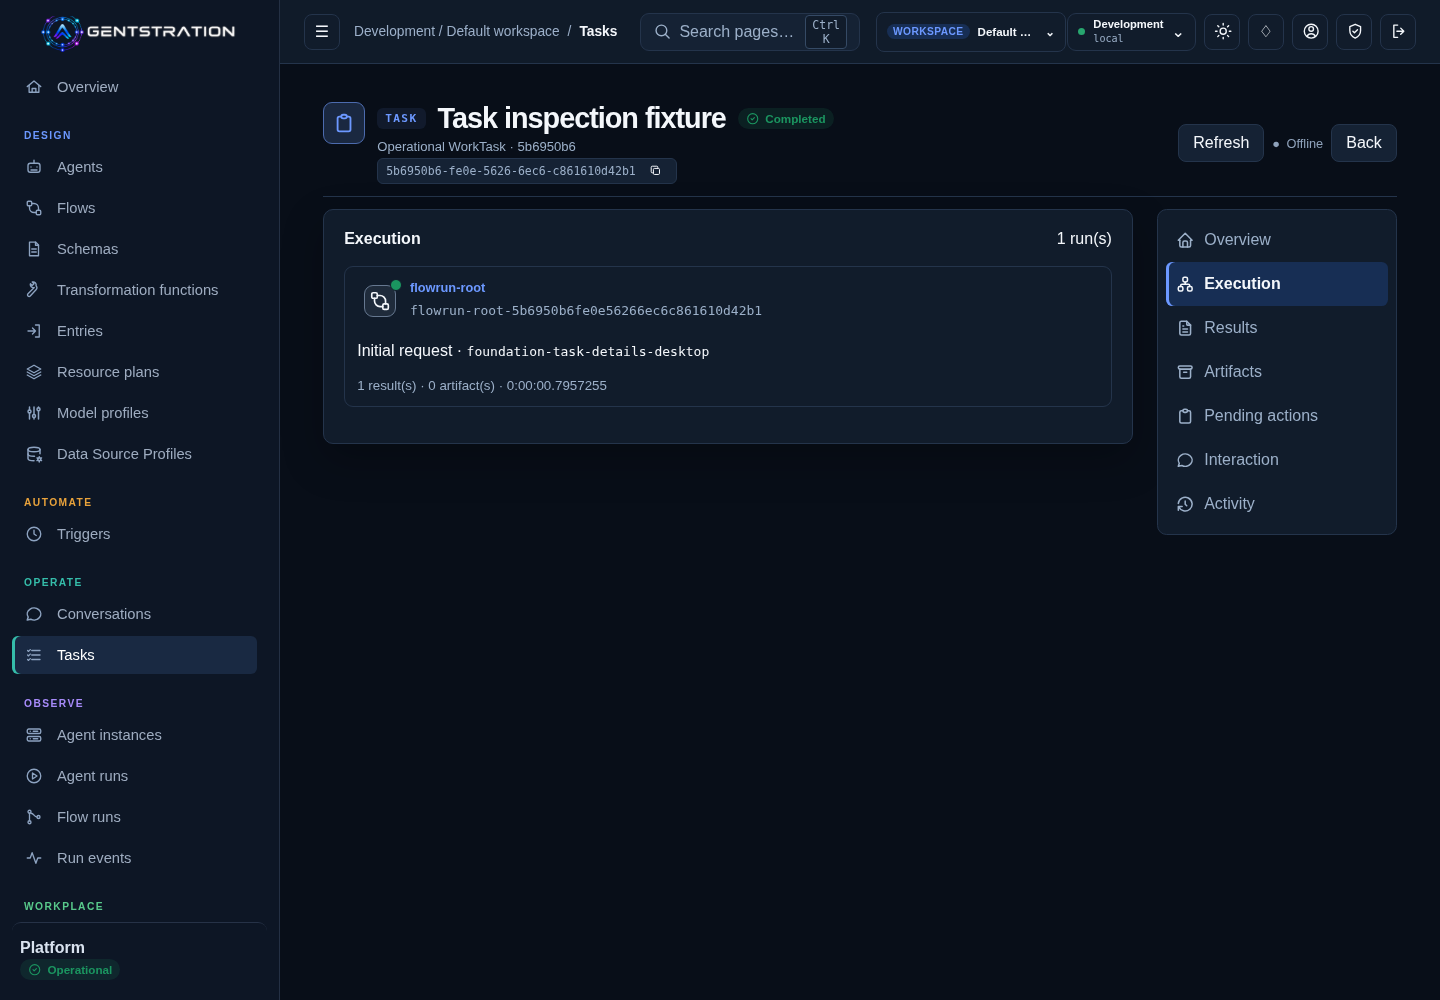 GENTSTRATION
Overview
DESIGN
Agents
Flows
Schemas
Transformation functions
Entries
Resource plans
Model profiles
Data Source Profiles
AUTOMATE
Triggers
OPERATE
Conversations
Tasks
OBSERVE
Agent instances
Agent runs
Flow runs
Run events
WORKPLACE
Platform
Operational
Development / Default workspace / Tasks
Search pages…
Ctrl K
WORKSPACE Default …
Development
local
TASK Task inspection fixture Completed
Operational WorkTask · 5b6950b6
5b6950b6-fe0e-5626-6ec6-c861610d42b1
Refresh
Offline
Back
Execution
1 run(s)
flowrun-root
flowrun-root-5b6950b6fe0e56266ec6c861610d42b1
Initial request · foundation-task-details-desktop
1 result(s) · 0 artifact(s) · 0:00:00.7957255
Overview
Execution
Results
Artifacts
Pending actions
Interaction
Activity